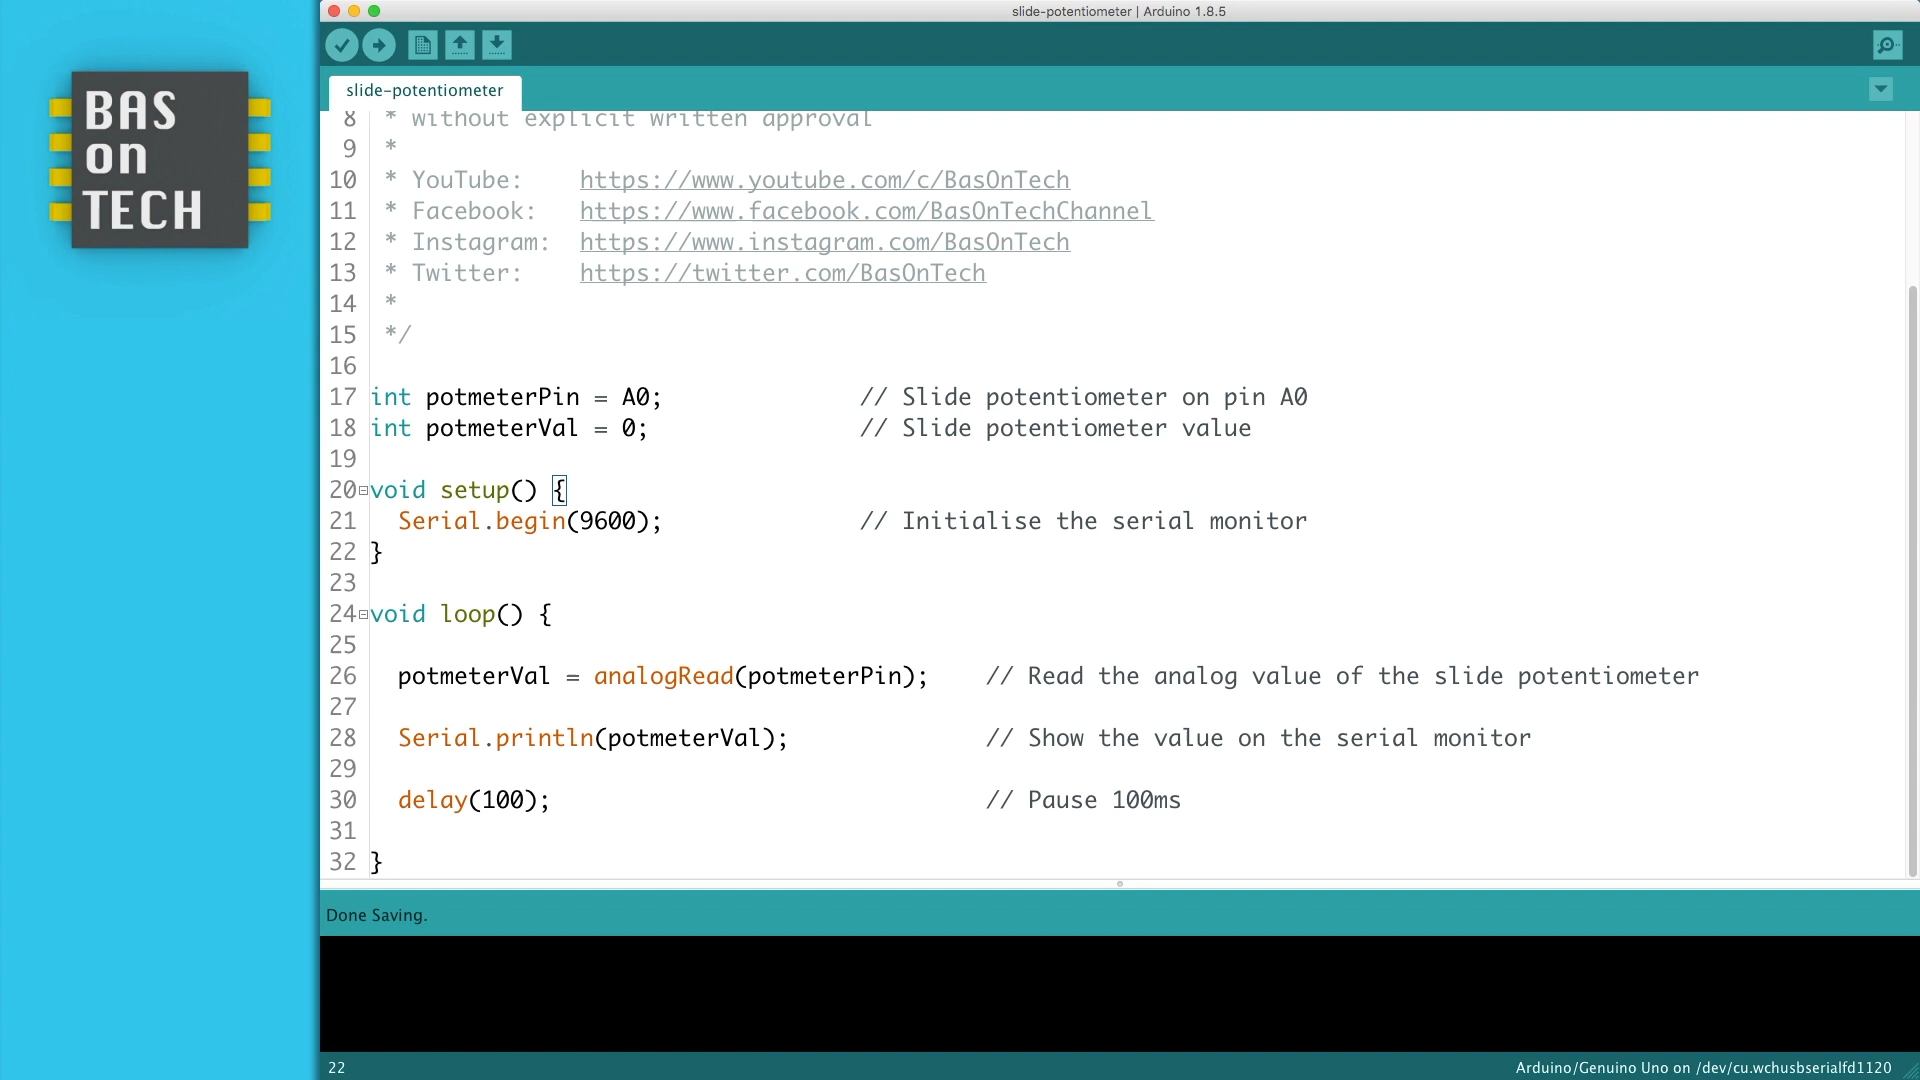 slide-potentiometer | Arduino 1.8.5
BAS
on
TECH
slide-potentiometer
8 * without explicit written approval
9 *
10 * YouTube: https://www.youtube.com/c/BasOnTech
11 * Facebook: https://www.facebook.com/BasOnTechChannel
12 * Instagram: https://www.instagram.com/BasOnTech
13 * Twitter: https://twitter.com/BasOnTech
14 *
15 */
16
17 int potmeterPin = A0; // Slide potentiometer on pin A0
18 int potmeterVal = 0; // Slide potentiometer value
19
20 void setup() {
21 Serial.begin(9600); // Initialise the serial monitor
22 }
23
24 void loop() {
25
26 potmeterVal = analogRead(potmeterPin); // Read the analog value of the slide potentiometer
27
28 Serial.println(potmeterVal); // Show the value on the serial monitor
29
30 delay(100); // Pause 100ms
31
32 }
Done Saving.
22
Arduino/Genuino Uno on /dev/cu.wchusbserialfd1120